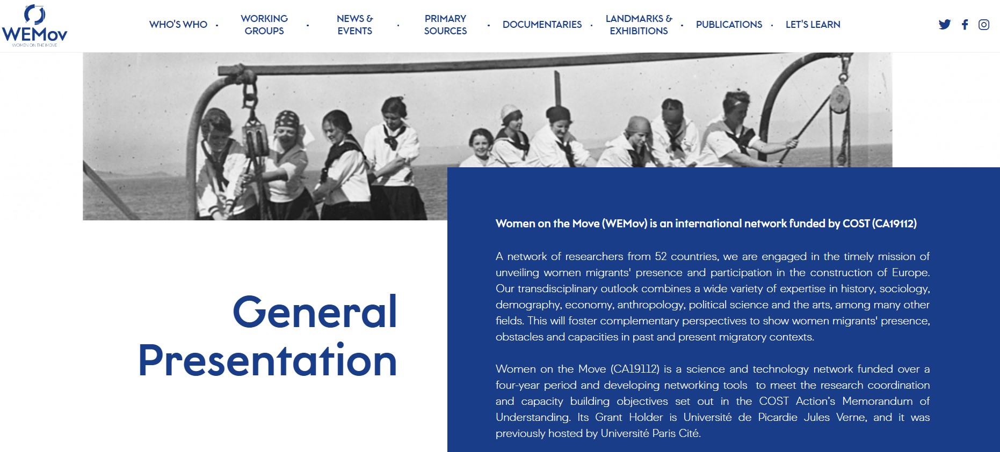 WEMov
WOMEN ON THE MOVE
WHO'S WHO
WORKING
GROUPS
NEWS &
EVENTS
PRIMARY
SOURCES
DOCUMENTARIES
LANDMARKS &
EXHIBITIONS
PUBLICATIONS
LET'S LEARN
General
Presentation
Women on the Move (WEMov) is an international network funded by COST (CA19112)
A network of researchers from 52 countries, we are engaged in the timely mission of
unveiling women migrants' presence and participation in the construction of Europe.
Our transdisciplinary outlook combines a wide variety of expertise in history, sociology,
demography, economy, anthropology, political science and the arts, among many other
fields. This will foster complementary perspectives to show women migrants' presence,
obstacles and capacities in past and present migratory contexts.
Women on the Move (CA19112) is a science and technology network funded over a
four-year period and developing networking tools to meet the research coordination
and capacity building objectives set out in the COST Action’s Memorandum of
Understanding. Its Grant Holder is Université de Picardie Jules Verne, and it was
previously hosted by Université Paris Cité.